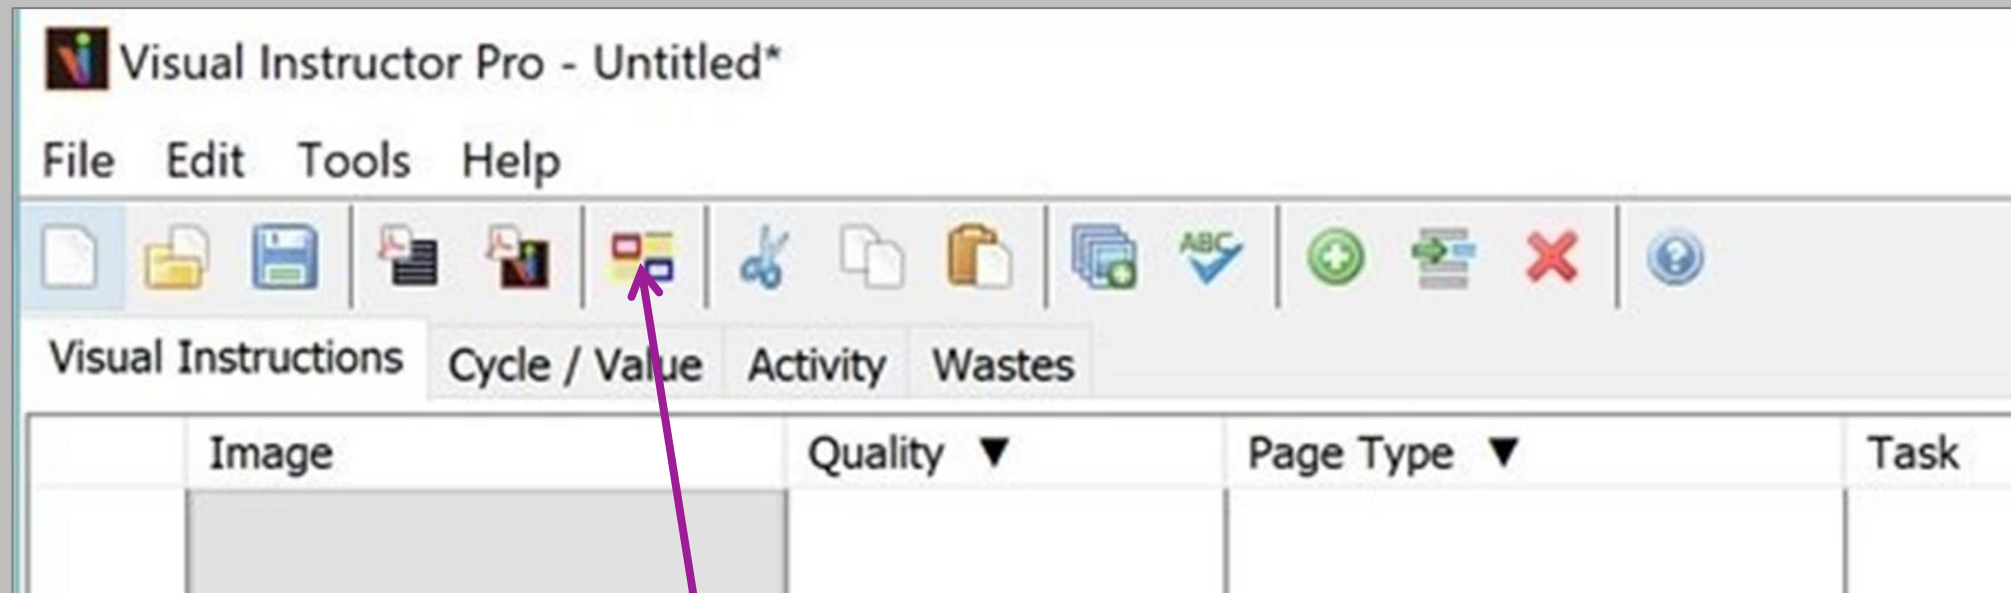 Visual Instructor Pro - Untitled*
File Edit Tools Help
ABC
Visual Instructions Cycle / Value Activity Wastes
Image Quality ▼ Page Type ▼ Task